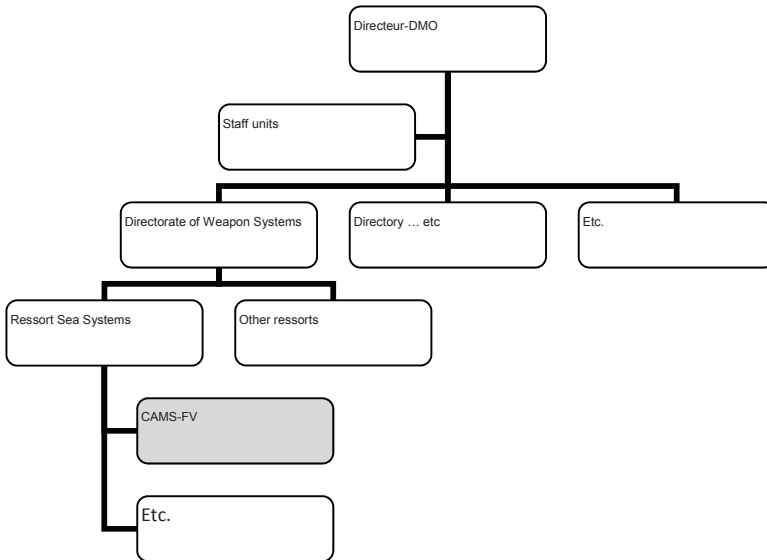 Directeur-DMO
Staff units
Directorate of Weapon Systems
Directory … etc
Etc.
Ressort Sea Systems
Other ressorts
CAMS-FV
Etc.